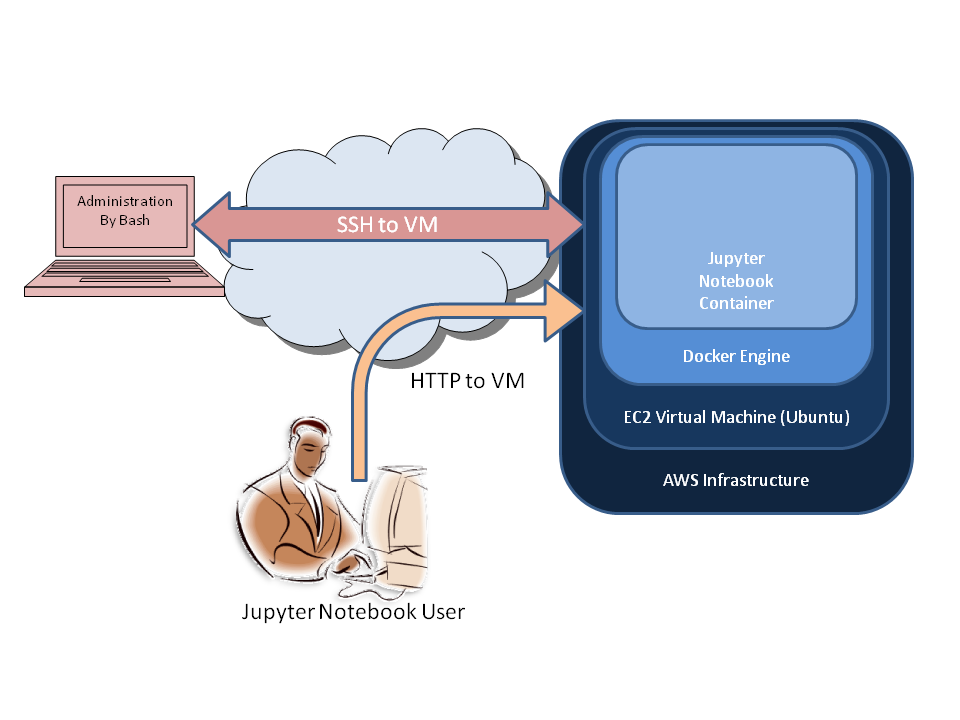 Administration
By Bash
SSH to VM
Jupyter
Notebook
Container
Docker Engine
HTTP to VM
EC2 Virtual Machine (Ubuntu)
AWS Infrastructure
Jupyter Notebook User